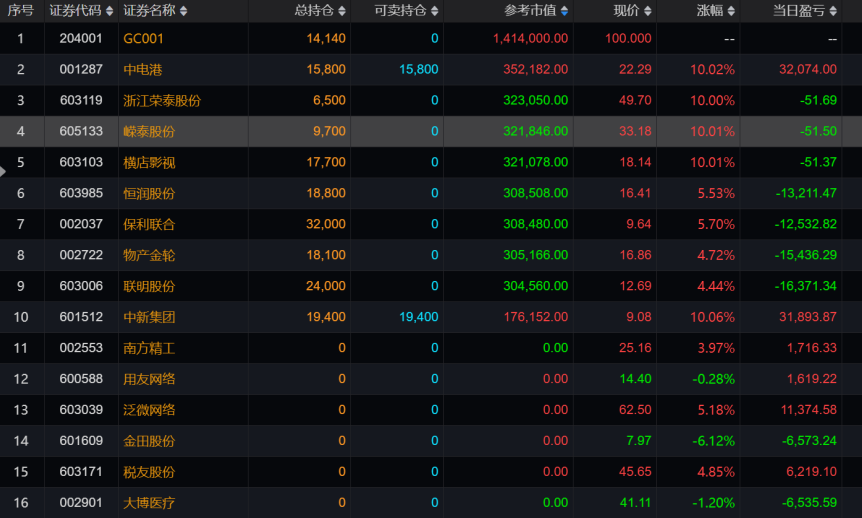 序号 证券代码 证券名称 总持仓 可卖持仓 参考市值 现价 涨幅 当日盈亏
1 204001 GC001 14,140 0 1,414,000.00 100.000 -- --
2 001287 中电港 15,800 15,800 352,182.00 22.29 10.02% 32,074.00
3 603119 浙江荣泰股份 6,500 0 323,050.00 49.70 10.00% -51.69
4 605133 嵘泰股份 9,700 0 321,846.00 33.18 10.01% -51.50
5 603103 横店影视 17,700 0 321,078.00 18.14 10.01% -51.37
6 603985 恒润股份 18,800 0 308,508.00 16.41 5.53% -13,211.47
7 002037 保利联合 32,000 0 308,480.00 9.64 5.70% -12,532.82
8 002722 物产金轮 18,100 0 305,166.00 16.86 4.72% -15,436.29
9 603006 联明股份 24,000 0 304,560.00 12.69 4.44% -16,371.34
10 601512 中新集团 19,400 19,400 176,152.00 9.08 10.06% 31,893.87
11 002553 南方精工 0 0 0.00 25.16 3.97% 1,716.33
12 600588 用友网络 0 0 0.00 14.40 -0.28% 1,619.22
13 603039 泛微网络 0 0 0.00 62.50 5.18% 11,374.58
14 601609 金田股份 0 0 0.00 7.97 -6.12% -6,573.24
15 603171 税友股份 0 0 0.00 45.65 4.85% 6,219.10
16 002901 大博医疗 0 0 0.00 41.11 -1.20% -6,535.59